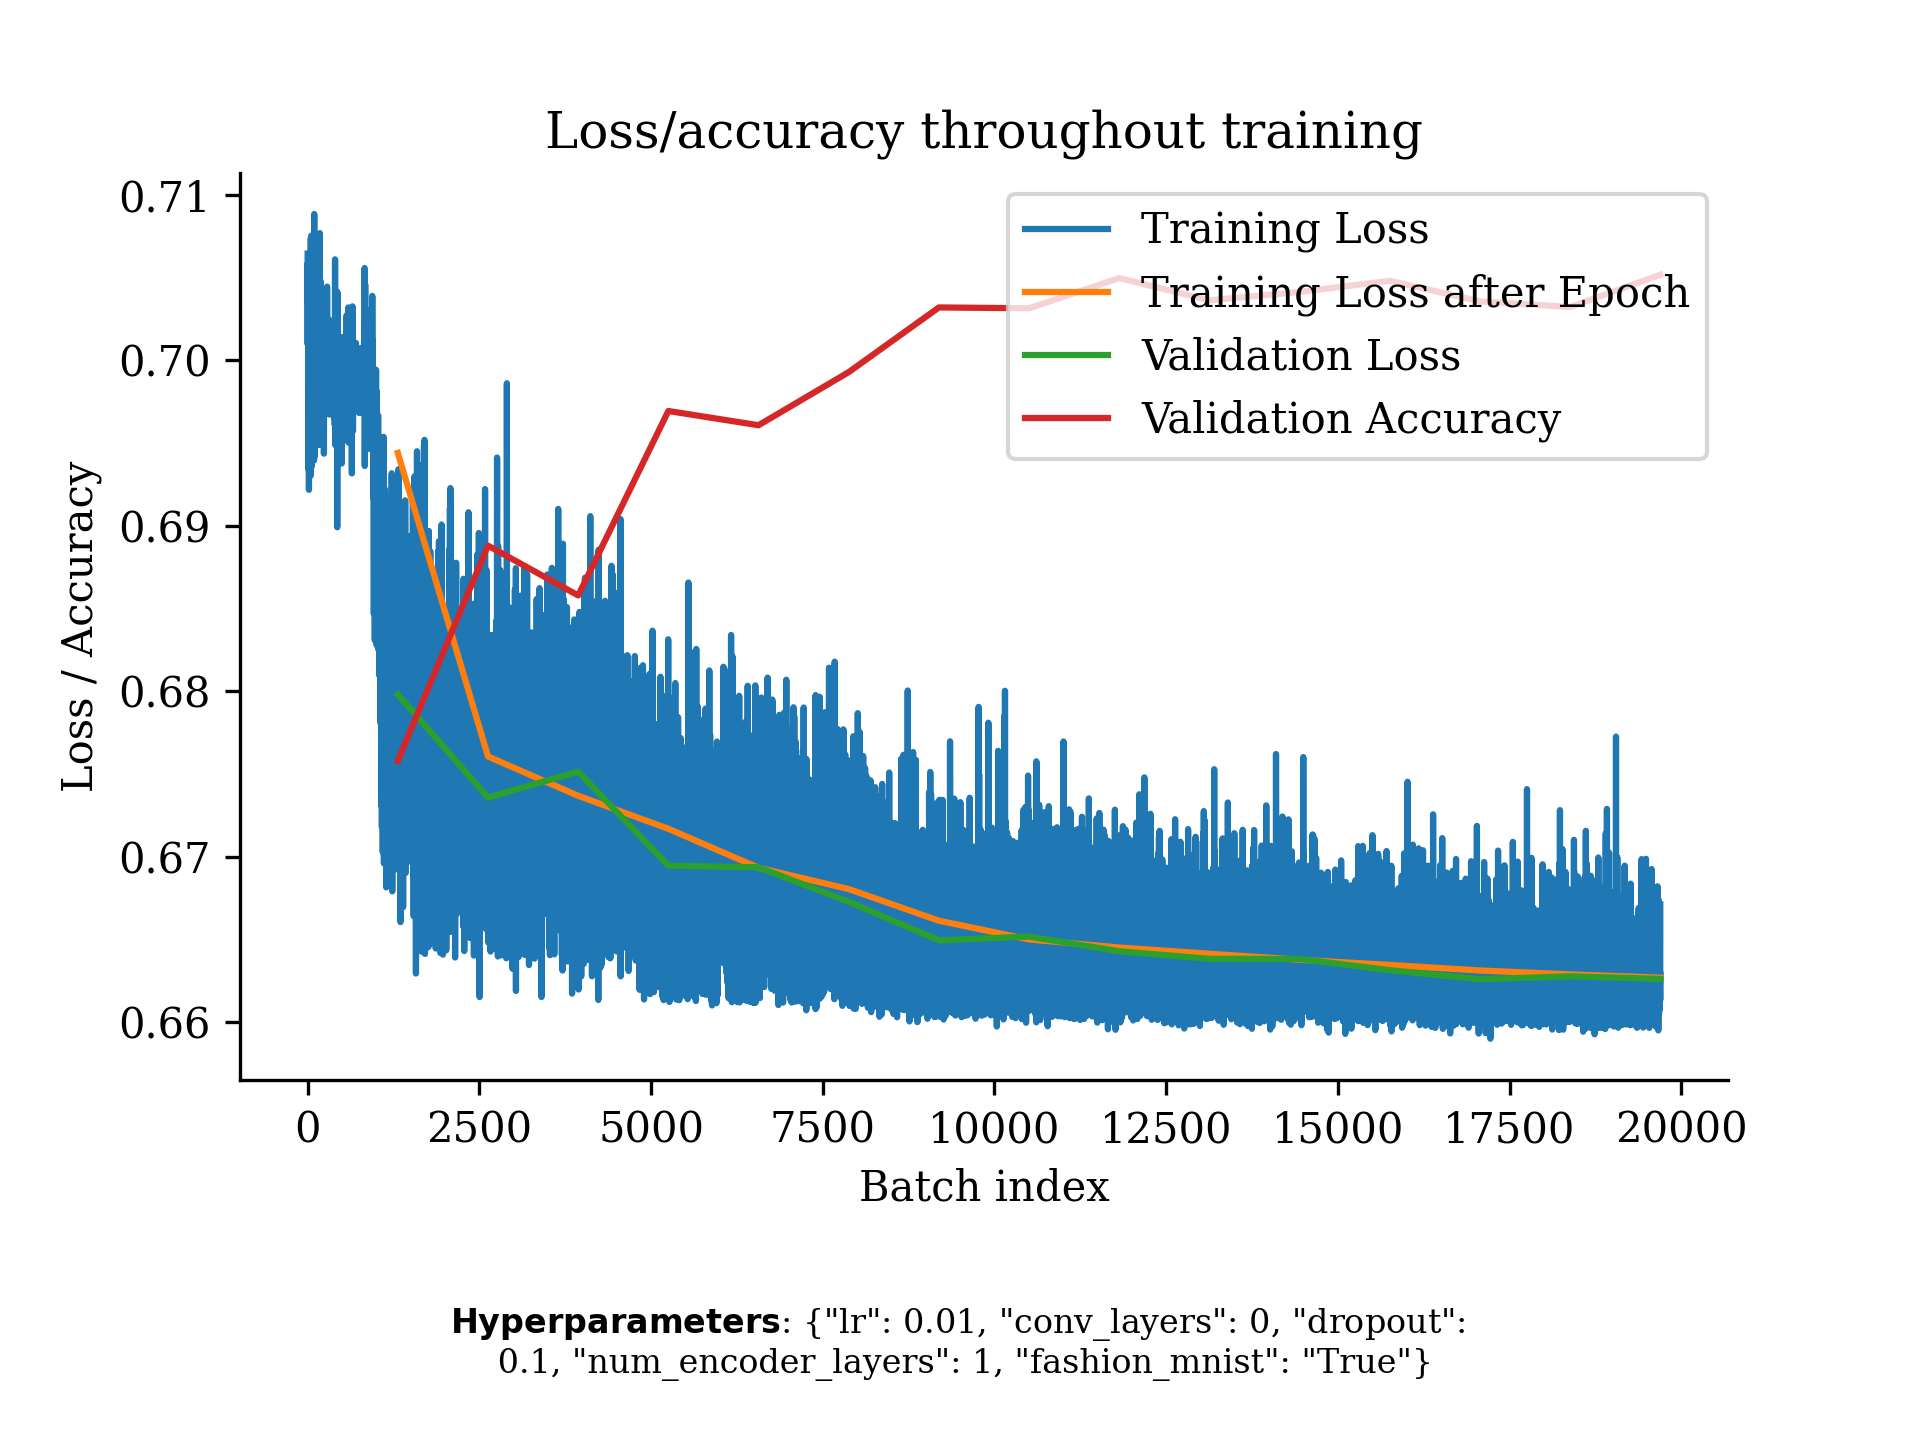 Loss/accuracy throughout training
Loss / Accuracy
0.71
0.70
0.69
0.68
0.67
0.66
Training Loss
Training Loss after Epoch
Validation Loss
Validation Accuracy
0 2500 5000 7500 10000 12500 15000 17500 20000
Batch index
Hyperparameters: {"lr": 0.01, "conv_layers": 0, "dropout":
0.1, "num_encoder_layers": 1, "fashion_mnist": "True"}